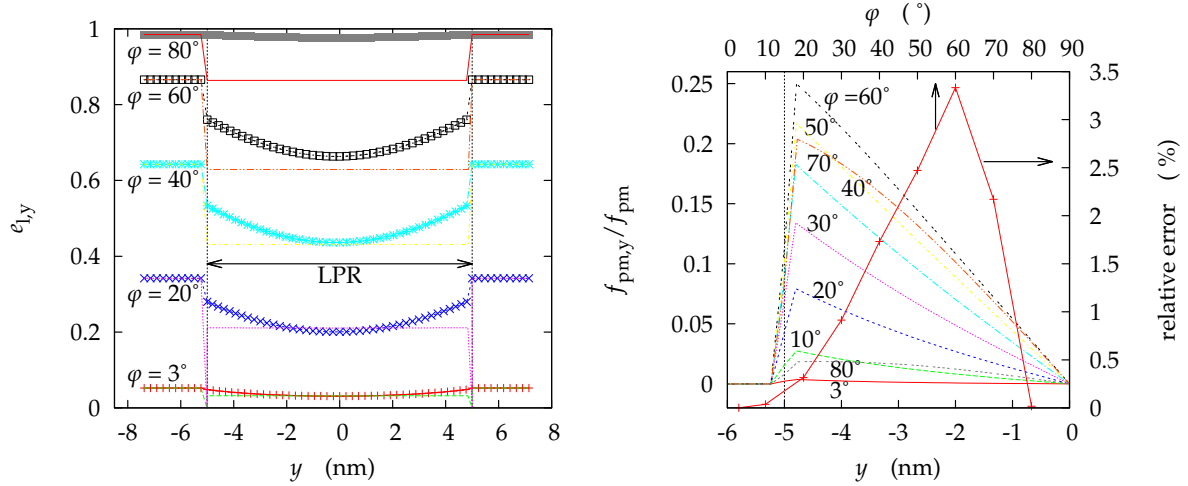 1
0.8
0.6
0.4
0.2
0
e_l,y
φ = 80°
φ = 60°
φ = 40°
LPR
φ = 20°
φ = 3°
-8 -6 -4 -2 0 2 4 6 8
y (nm)
φ (°)
0 10 20 30 40 50 60 70 80 90
0.25
0.2
0.15
0.1
0.05
0
f_pm,y/f_pm
φ =60°
50°
70°
40°
30°
20°
10°
80°
3°
3.5
3
2.5
2
1.5
1
0.5
0
relative error (%)
-6 -5 -4 -3 -2 -1 0
y (nm)